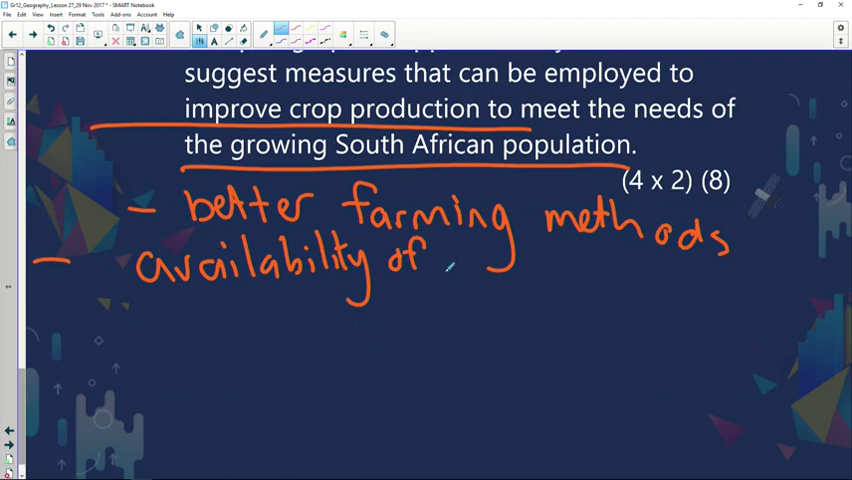 Gr12_Geography_Lesson 27_29 Nov 2017 * - SMART Notebook
File Edit View Insert Format Tools Add-ons Account Help
suggest measures that can be employed to
improve crop production to meet the needs of
the growing South African population.
(4 x 2) (8)
- better farming methods
- availability of